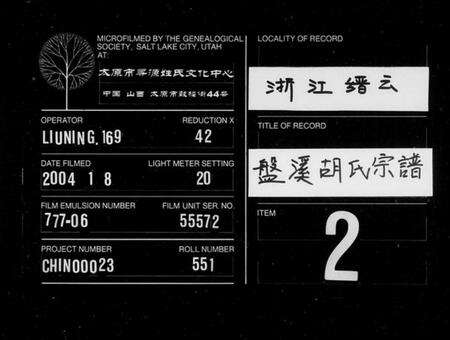 MICROFILMED BY THE GENEALOGICAL
SOCIETY, SALT LAKE CITY, UTAH
AT:
太原市寻源姓氏文化中心
中国 山西 太原市鼓楼街44号
OPERATOR
REDUCTION X
LIUNING, 169
42
DATE FILMED
LIGHT METER SETTING
2004 1 8
20
FILM EMULSION NUMBER
FILM UNIT SER. NO.
777-06
55572
PROJECT NUMBER
ROLL NUMBER
CHIN00023
551
LOCALITY OF RECORD
浙江缙云
TITLE OF RECORD
盤溪胡氏宗譜
ITEM
2